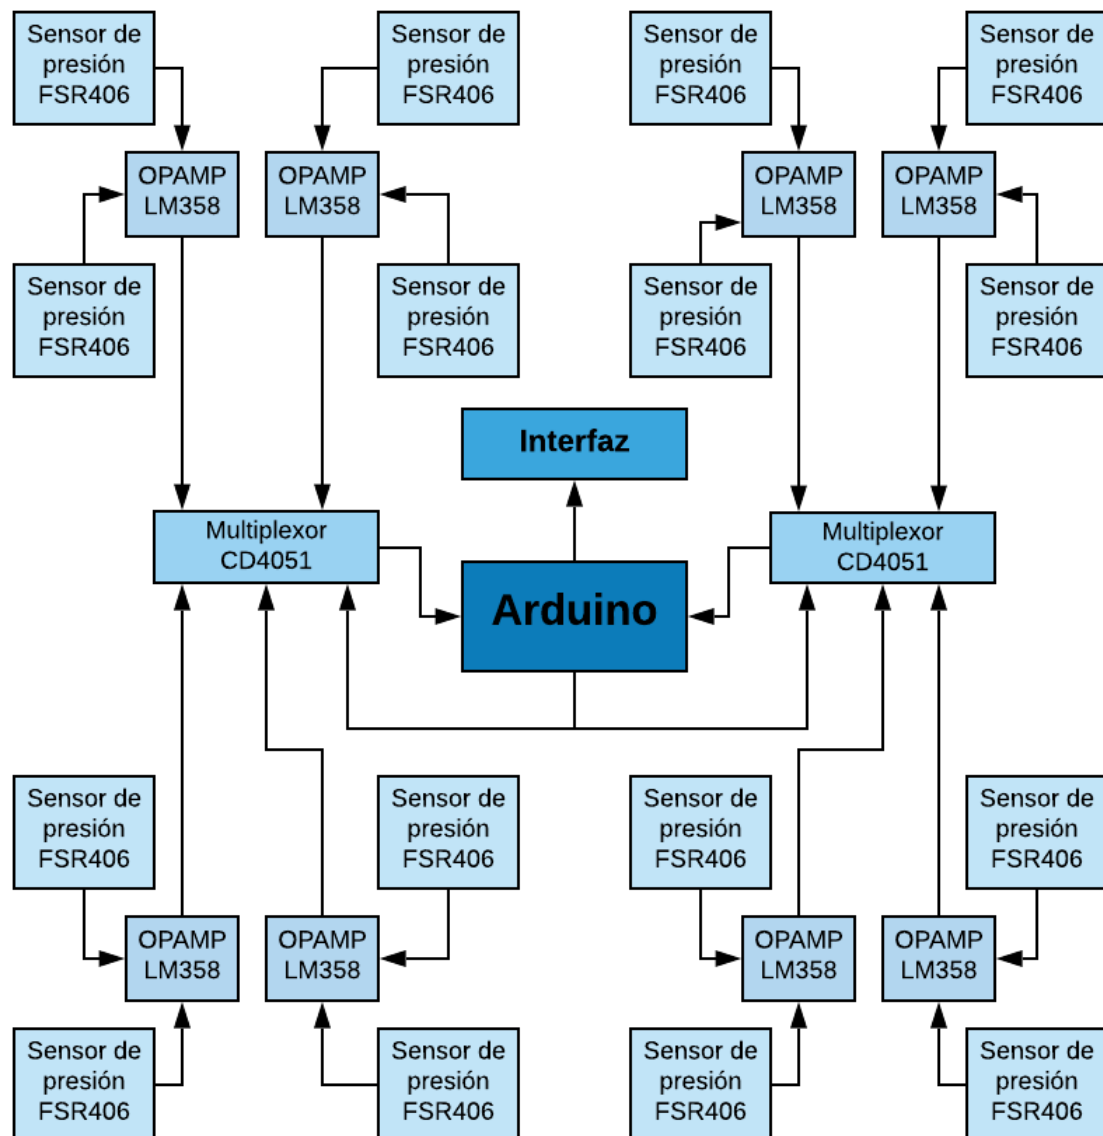 Sensor de
presión
FSR406
Sensor de
presión
FSR406
Sensor de
presión
FSR406
Sensor de
presión
FSR406
OPAMP
LM358
OPAMP
LM358
OPAMP
LM358
OPAMP
LM358
Sensor de
presión
FSR406
Sensor de
presión
FSR406
Sensor de
presión
FSR406
Sensor de
presión
FSR406
Interfaz
Multiplexor
CD4051
Multiplexor
CD4051
Arduino
Sensor de
presión
FSR406
Sensor de
presión
FSR406
Sensor de
presión
FSR406
Sensor de
presión
FSR406
OPAMP
LM358
OPAMP
LM358
OPAMP
LM358
OPAMP
LM358
Sensor de
presión
FSR406
Sensor de
presión
FSR406
Sensor de
presión
FSR406
Sensor de
presión
FSR406